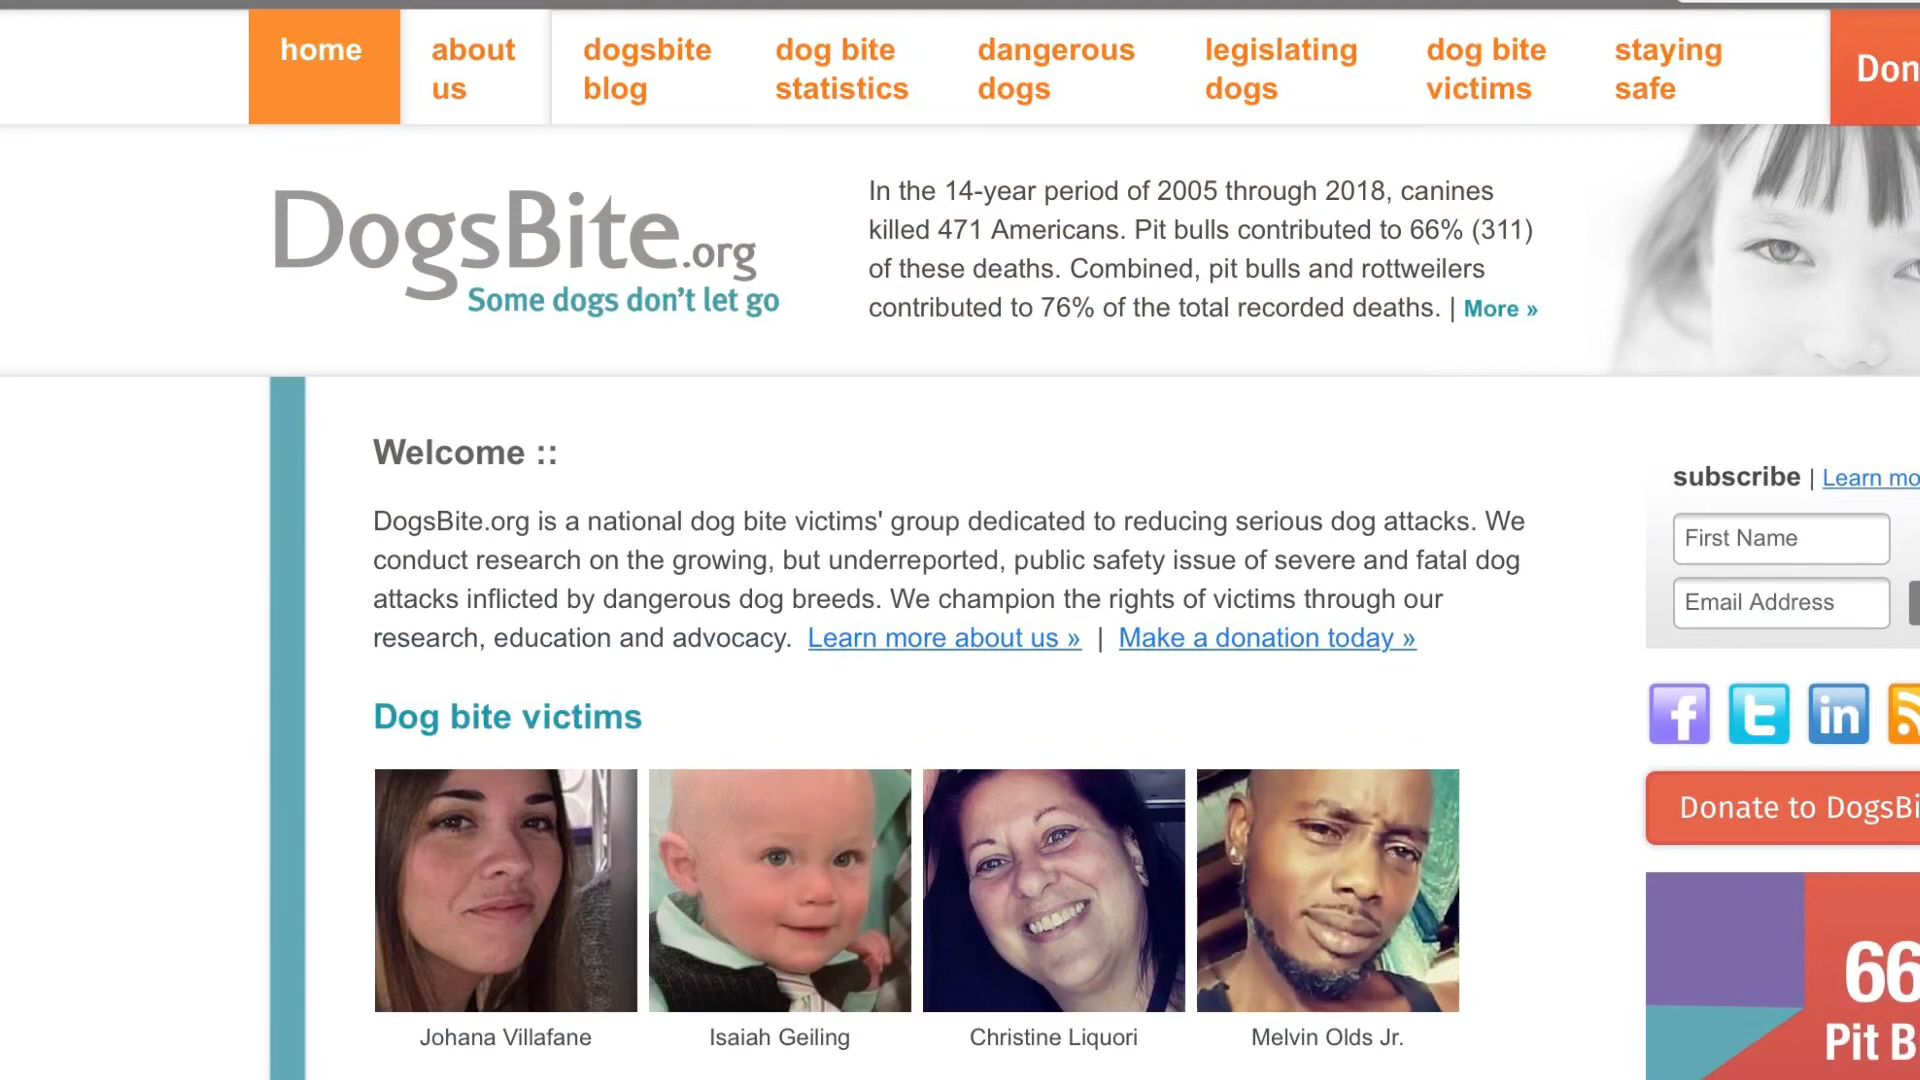 home
about us
dogsbite blog
dog bite statistics
dangerous dogs
legislating dogs
dog bite victims
staying safe
Don
DogsBite.org
Some dogs don't let go
In the 14-year period of 2005 through 2018, canines
killed 471 Americans. Pit bulls contributed to 66% (311)
of these deaths. Combined, pit bulls and rottweilers
contributed to 76% of the total recorded deaths. | More »
Welcome ::
DogsBite.org is a national dog bite victims' group dedicated to reducing serious dog attacks. We
conduct research on the growing, but underreported, public safety issue of severe and fatal dog
attacks inflicted by dangerous dog breeds. We champion the rights of victims through our
research, education and advocacy. Learn more about us » | Make a donation today »
subscribe | Learn mo
First Name
Email Address
Dog bite victims
Donate to DogsBi
Johana Villafane
Isaiah Geiling
Christine Liquori
Melvin Olds Jr.
66
Pit B